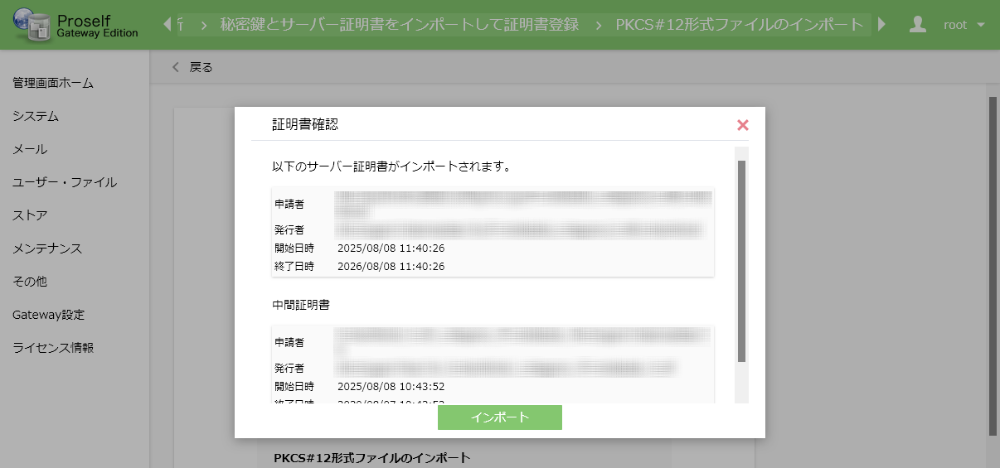 Proself
Gateway Edition
› 秘密鍵とサーバー証明書をインポートして証明書登録 › PKCS#12形式ファイルのインポート
root
管理画面ホーム
システム
メール
ユーザー・ファイル
ストア
メンテナンス
その他
Gateway設定
ライセンス情報
戻る
証明書確認
以下のサーバー証明書がインポートされます。
申請者
発行者
開始日時 2025/08/08 11:40:26
終了日時 2026/08/08 11:40:26
中間証明書
申請者
発行者
開始日時 2025/08/08 10:43:52
終了日時
インポート
PKCS#12形式ファイルのインポート